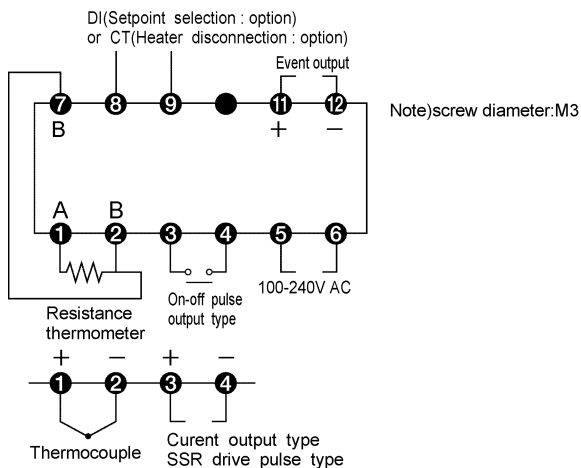 DI(Setpoint selection : option)
or CT(Heater disconnection : option)
Event output
7 8 9 11 12
B + −
Note)screw diameter:M3
A B
1 2 3 4 5 6
On-off pulse
output type
100-240V AC
Resistance
thermometer
+ − + −
1 2 3 4
Thermocouple
Curent output type
SSR drive pulse type